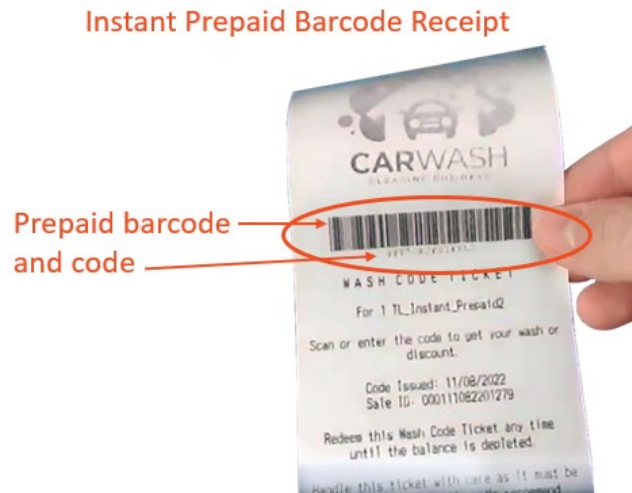 Instant Prepaid Barcode Receipt
CARWASH
CLEANING BUSINESS
Prepaid barcode
and code
WASH CODE TICKET
For 1 TL_Instant_Prepaid2
Scan or enter the code to get your wash or
discount.
Code Issued: 11/08/2022
Sale ID: 000111082201279
Redeem this Wash Code Ticket any time
until the balance is depleted.
Handle this ticket with care as it must be